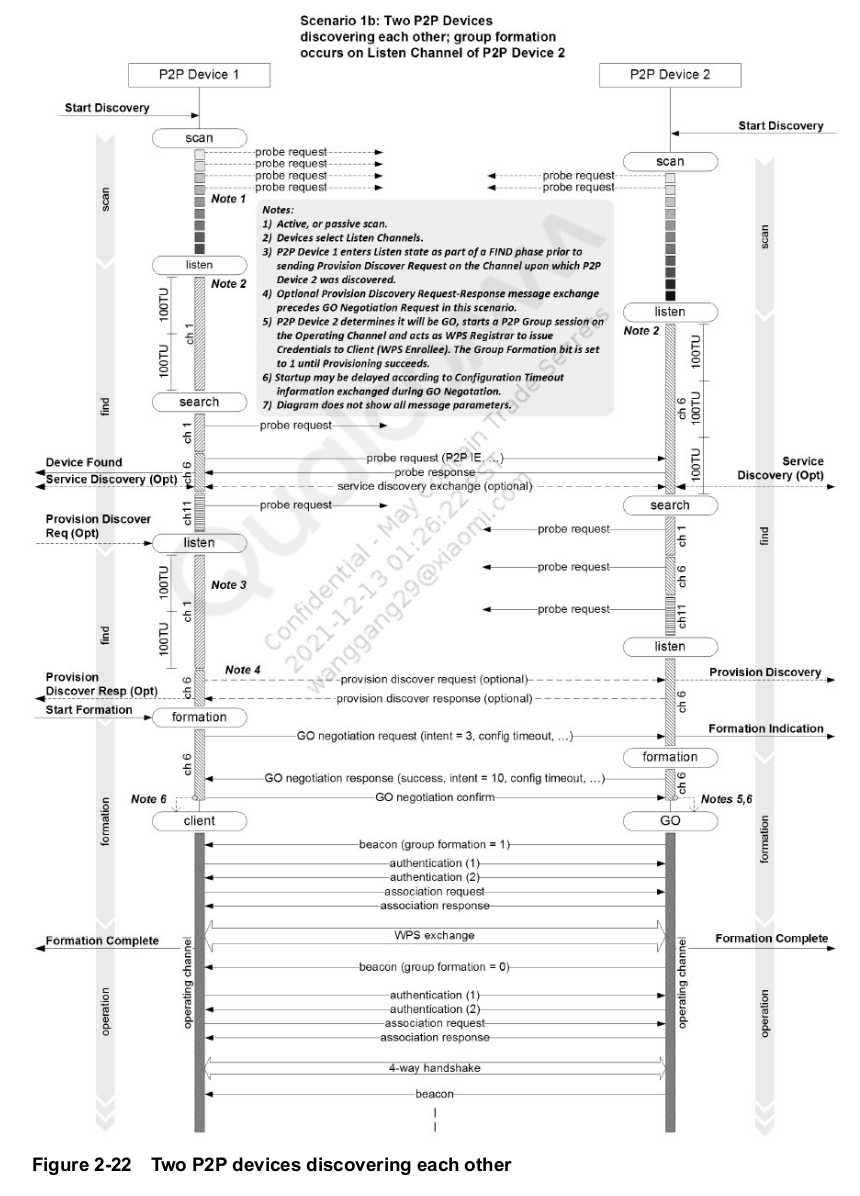 Scenario 1b: Two P2P Devices
discovering each other; group formation
occurs on Listen Channel of P2P Device 2
P2P Device 1
P2P Device 2
Start Discovery
Start Discovery
scan
scan
probe request
probe request
probe request
probe request
probe request
probe request
scan
scan
Note 1
Notes:
1) Active, or passive scan.
2) Devices select Listen Channels.
3) P2P Device 1 enters Listen state as part of a FIND phase prior to
sending Provision Discover Request on the Channel upon which P2P
Device 2 was discovered.
4) Optional Provision Discovery Request-Response message exchange
precedes GO Negotiation Request in this scenario.
5) P2P Device 2 determines it will be GO, starts a P2P Group session on
the Operating Channel and acts as WPS Registrar to issue
Credentials to Client (WPS Enrollee). The Group Formation bit is set
to 1 until Provisioning succeeds.
6) Startup may be delayed according to Configuration Timeout
information exchanged during GO Negotation.
7) Diagram does not show all message parameters.
listen
Note 2
100TU
100TU
ch 1
listen
Note 2
100TU
100TU
100TU
ch 6
find
find
search
ch 1
probe request
ch 6
probe request (P2P IE, ...)
Device Found
probe response
Service Discovery (Opt)
service discovery exchange (optional)
Service
Discovery (Opt)
ch11
probe request
search
Provision Discover
Req (Opt)
probe request
ch 1
listen
probe request
ch 6
Note 3
100TU
100TU
ch 1
probe request
ch11
find
listen
Note 4
Provision
Discover Resp (Opt)
ch 6
provision discover request (optional)
Provision Discovery
provision discover response (optional)
ch 6
Start Formation
formation
GO negotiation request (intent = 3, config timeout, ...)
Formation Indication
formation
ch 6
GO negotiation response (success, intent = 10, config timeout, ...)
ch 6
Note 6
GO negotiation confirm
Notes 5,6
client
GO
formation
formation
beacon (group formation = 1)
authentication (1)
authentication (2)
association request
association response
WPS exchange
Formation Complete
Formation Complete
operating channel
operating channel
beacon (group formation = 0)
authentication (1)
authentication (2)
association request
association response
operation
operation
4-way handshake
beacon
Qualcomm
Confidential - May Contain Trade Secrets
2021-12-13 01:26:22 PST
wanggang29@xiaomi.com
Figure 2-22 Two P2P devices discovering each other